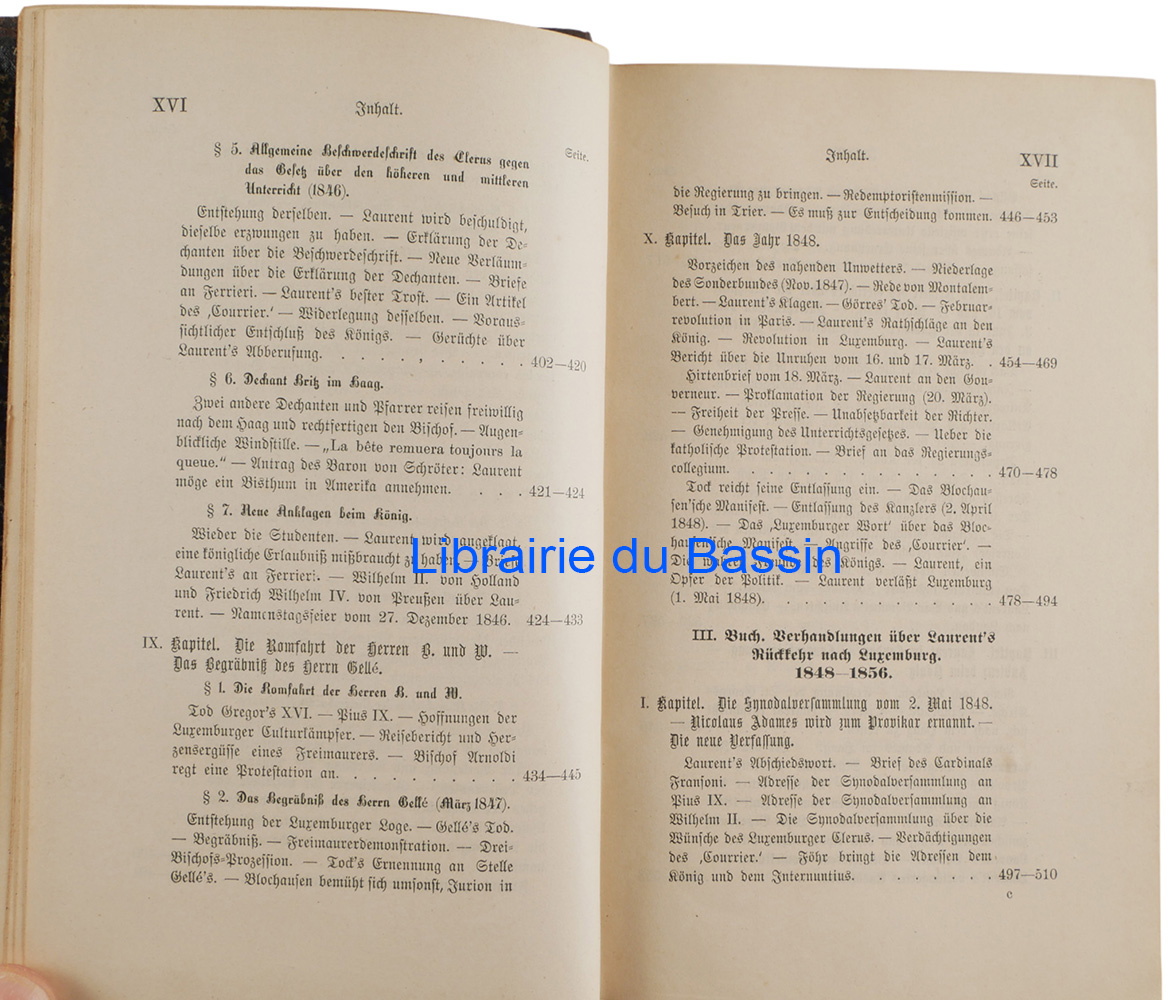 XVI Inhalt.
Seite.
§ 5. Allgemeine Beschwerdeschrift des Clerus gegen
das Gesetz über den höheren und mittleren
Unterricht (1846).
Entstehung derselben. — Laurent wird beschuldigt,
dieselbe erzwungen zu haben. — Erklärung der De-
chanten über die Beschwerdeschrift. — Neue Verläum-
dungen über die Erklärung der Dechanten. — Briefe
an Ferrieri. — Laurent's bester Trost. — Ein Artikel
des ‚Courrier.‘ — Widerlegung desselben. — Voraus-
sichtlicher Entschluß des Königs. — Gerüchte über
Laurent's Abberufung. . . . . , . . . . . 402—420
§ 6. Dechant Britz im Haag.
Zwei andere Dechanten und Pfarrer reisen freiwillig
nach dem Haag und rechtfertigen den Bischof. — Augen-
blickliche Windstille. — „La bête remuera toujours la
queue.“ — Antrag des Baron von Schröter: Laurent
möge ein Bisthum in Amerika annehmen. . . . 421—424
§ 7. Neue Anklagen beim König.
Wieder die Studenten. — Laurent wird angeklagt,
eine königliche Erlaubniß mißbraucht zu haben. — Briefe
Laurent's an Ferrieri. — Wilhelm II. von Holland
und Friedrich Wilhelm IV. von Preußen über Lau-
rent. — Namenstagsfeier vom 27. Dezember 1846. 424—433
IX. Kapitel. Die Romfahrt der Herren B. und W. —
Das Begräbniß des Herrn Gellé.
§ 1. Die Romfahrt der Herren B. und W.
Tod Gregor's XVI. — Pius IX. — Hoffnungen der
Luxemburger Culturkämpfer. — Reisebericht und Her-
zensergüsse eines Freimaurers. — Bischof Arnoldi
regt eine Protestation an. . . . . . . . . . 434—445
§ 2. Das Begräbniß des Herrn Gellé (März 1847).
Entstehung der Luxemburger Loge. — Gellé's Tod.
— Begräbniß. — Freimaurerdemonstration. — Drei-
Bischofs-Prozession. — Tock's Ernennung an Stelle
Gellé's. — Blochausen bemüht sich umsonst, Jurion in
Inhalt. XVII
Seite.
die Regierung zu bringen. — Redemptoristenmission. —
Besuch in Trier. — Es muß zur Entscheidung kommen. 446—453
X. Kapitel. Das Jahr 1848.
Vorzeichen des nahenden Unwetters. — Niederlage
des Sonderbundes (Nov. 1847). — Rede von Montalem-
bert. — Laurent's Klagen. — Görres' Tod. — Februar-
revolution in Paris. — Laurent's Rathschläge an den
König. — Revolution in Luxemburg. — Laurent's
Bericht über die Unruhen vom 16. und 17. März. . 454—469
Hirtenbrief vom 18. März. — Laurent an den Gou-
verneur. — Proklamation der Regierung (20. März).
— Freiheit der Presse. — Unabsetzbarkeit der Richter.
— Genehmigung des Unterrichtsgesetzes. — Ueber die
katholische Protestation. — Brief an das Regierungs-
collegium. . . . . . . . . . . . . . 470—478
Tock reicht seine Entlassung ein. — Das Blochau-
sen'sche Manifest. — Entlassung des Kanzlers (2. April
1848). — Das ‚Luxemburger Wort‘ über das Bloc-
hausen'sche Manifest. — Angriffe des ‚Courrier‘. —
Die wahren Feinde des Königs. — Laurent, ein
Opfer der Politik. — Laurent verläßt Luxemburg
(1. Mai 1848). . . . . . . . . . . . 478—494
III. Buch. Verhandlungen über Laurent's
Rückkehr nach Luxemburg.
1848—1856.
I. Kapitel. Die Synodalversammlung vom 2. Mai 1848.
— Nicolaus Adames wird zum Provikar ernannt. —
Die neue Verfassung.
Laurent's Abschiedswort. — Brief des Cardinals
Fransoni. — Adresse der Synodalversammlung an
Pius IX. — Adresse der Synodalversammlung an
Wilhelm II. — Die Synodalversammlung über die
Wünsche des Luxemburger Clerus. — Verdächtigungen
des ‚Courrier.‘ — Föhr bringt die Adressen dem
König und dem Internuntius. . . . . . . . 497—510
c
Librairie du Bassin